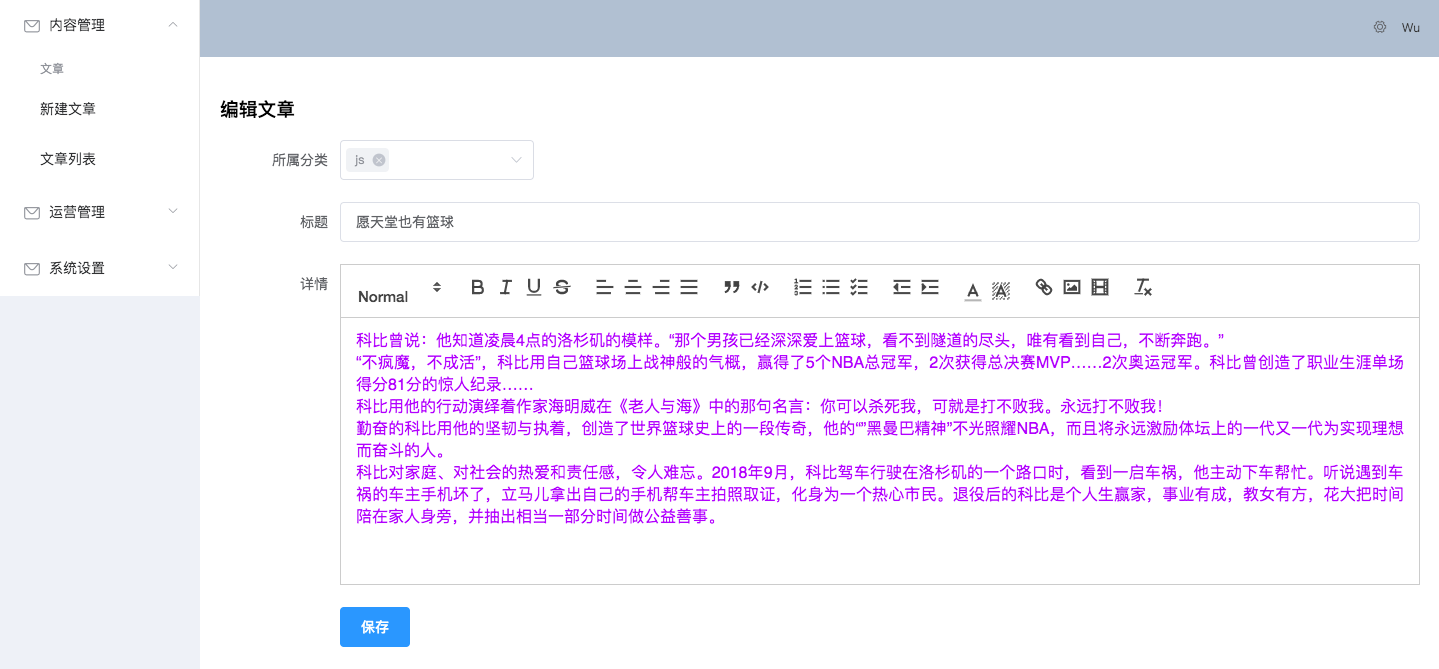 内容管理
文章
新建文章
文章列表
运营管理
系统设置
Wu
编辑文章
所属分类
js
标题
愿天堂也有篮球
详情
Normal
科比曾说：他知道凌晨4点的洛杉矶的模样。“那个男孩已经深深爱上篮球，看不到隧道的尽头，唯有看到自己，不断奔跑。”
“不疯魔，不成活”，科比用自己篮球场上战神般的气概，赢得了5个NBA总冠军，2次获得总决赛MVP……2次奥运冠军。科比曾创造了职业生涯单场
得分81分的惊人纪录……
科比用他的行动演绎着作家海明威在《老人与海》中的那句名言：你可以杀死我，可就是打不败我。永远打不败我！
勤奋的科比用他的坚韧与执着，创造了世界篮球史上的一段传奇，他的“”黑曼巴精神”不光照耀NBA，而且将永远激励体坛上的一代又一代为实现理想
而奋斗的人。
科比对家庭、对社会的热爱和责任感，令人难忘。2018年9月，科比驾车行驶在洛杉矶的一个路口时，看到一启车祸，他主动下车帮忙。听说遇到车
祸的车主手机坏了，立马儿拿出自己的手机帮车主拍照取证，化身为一个热心市民。退役后的科比是个人生赢家，事业有成，教女有方，花大把时间
陪在家人身旁，并抽出相当一部分时间做公益善事。
保存